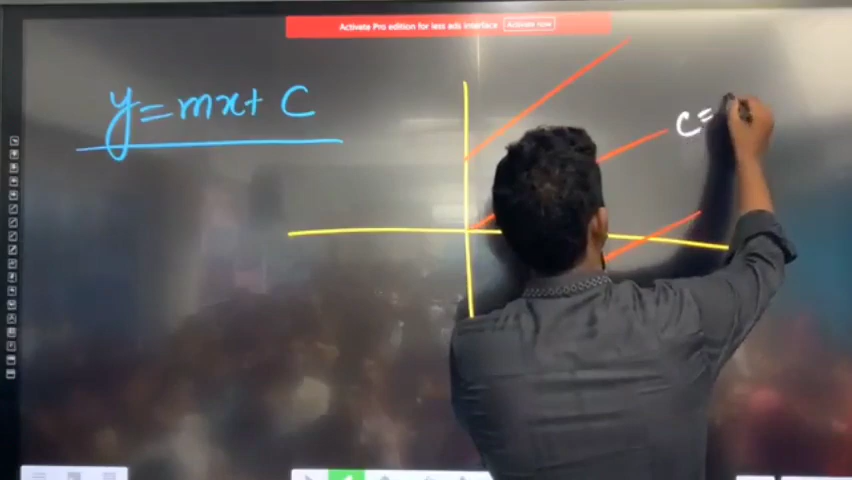 Activate Pro edition for less ads interface Activate now
y = mx + c
c =